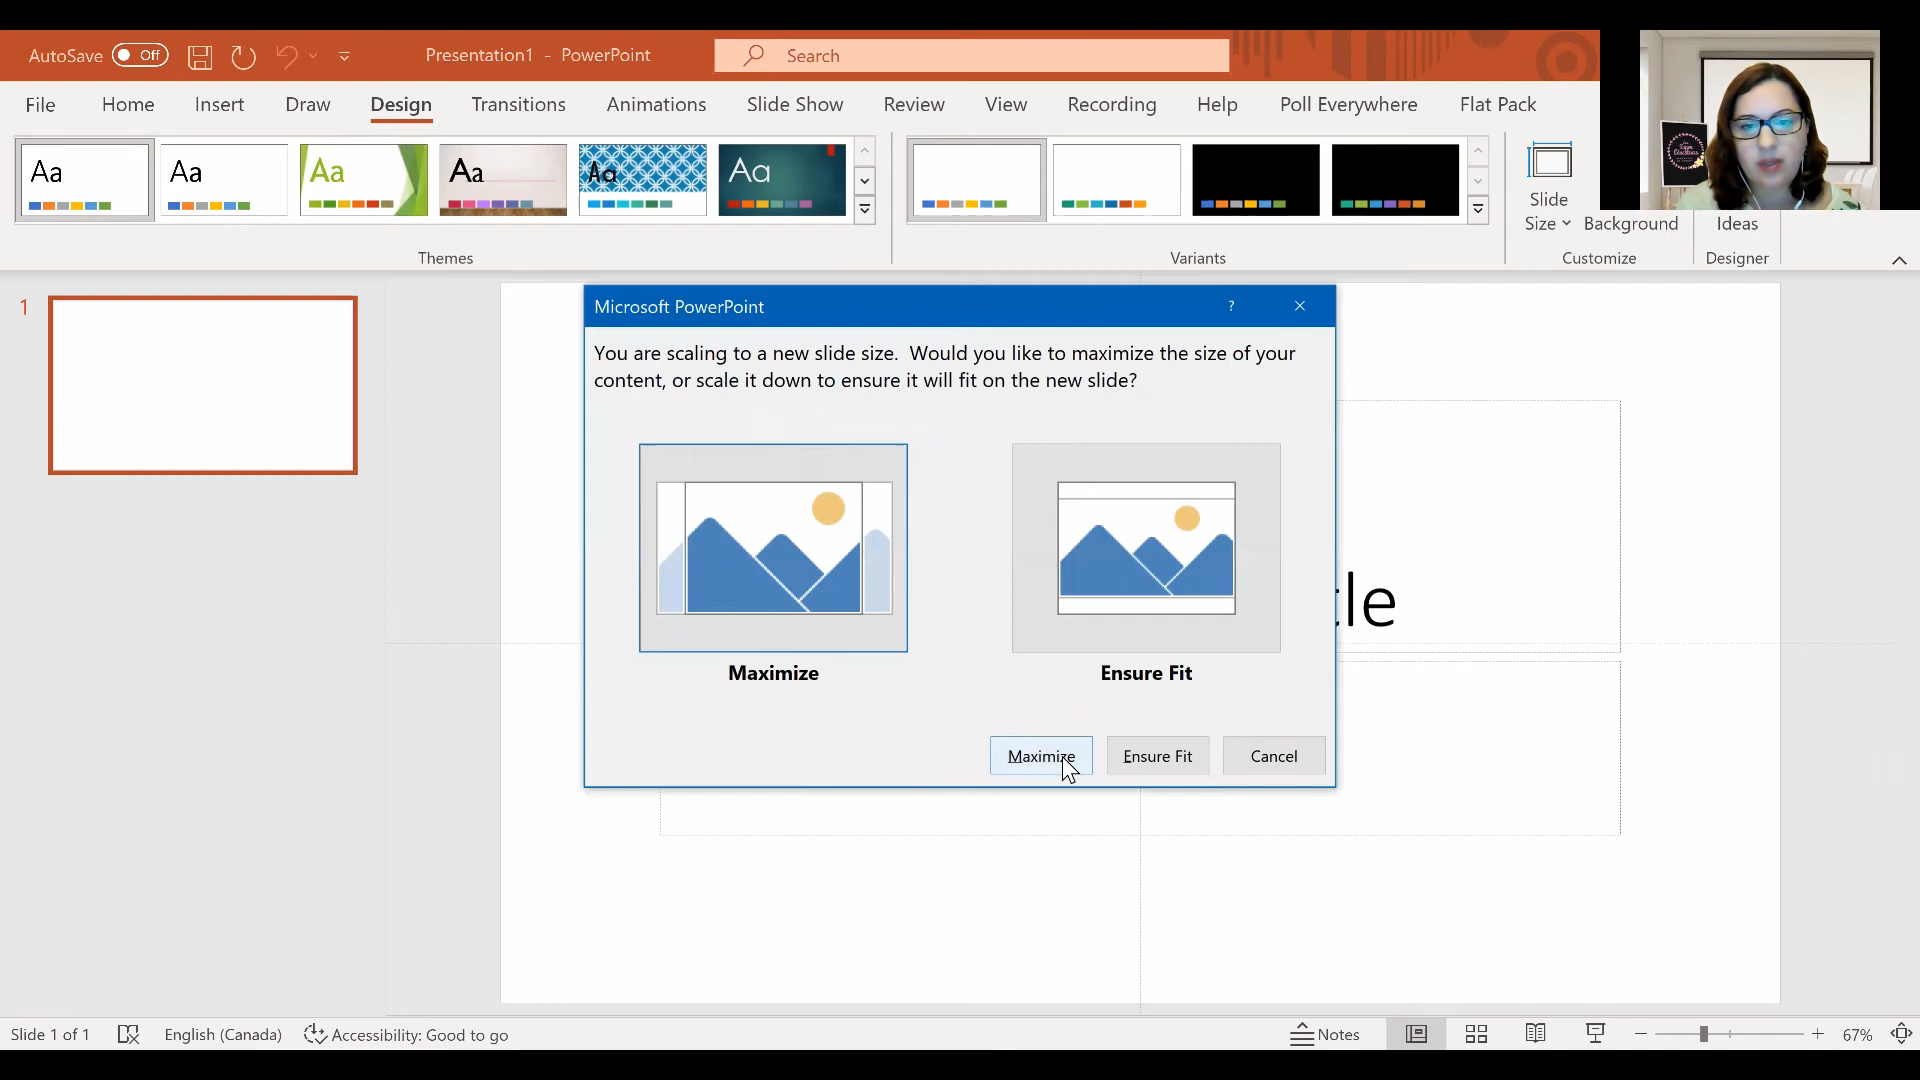 AutoSave Off
Presentation1 - PowerPoint
Search
File Home Insert Draw Design Transitions Animations Slide Show Review View Recording Help Poll Everywhere Flat Pack
Aa Aa Aa Aa Aa Aa
Slide
Size Background Ideas
Themes Variants Customize Designer
1
Microsoft PowerPoint ?
You are scaling to a new slide size. Would you like to maximize the size of your
content, or scale it down to ensure it will fit on the new slide?
tle
Maximize Ensure Fit
Maximize Ensure Fit Cancel
Slide 1 of 1 English (Canada) Accessibility: Good to go Notes 67%